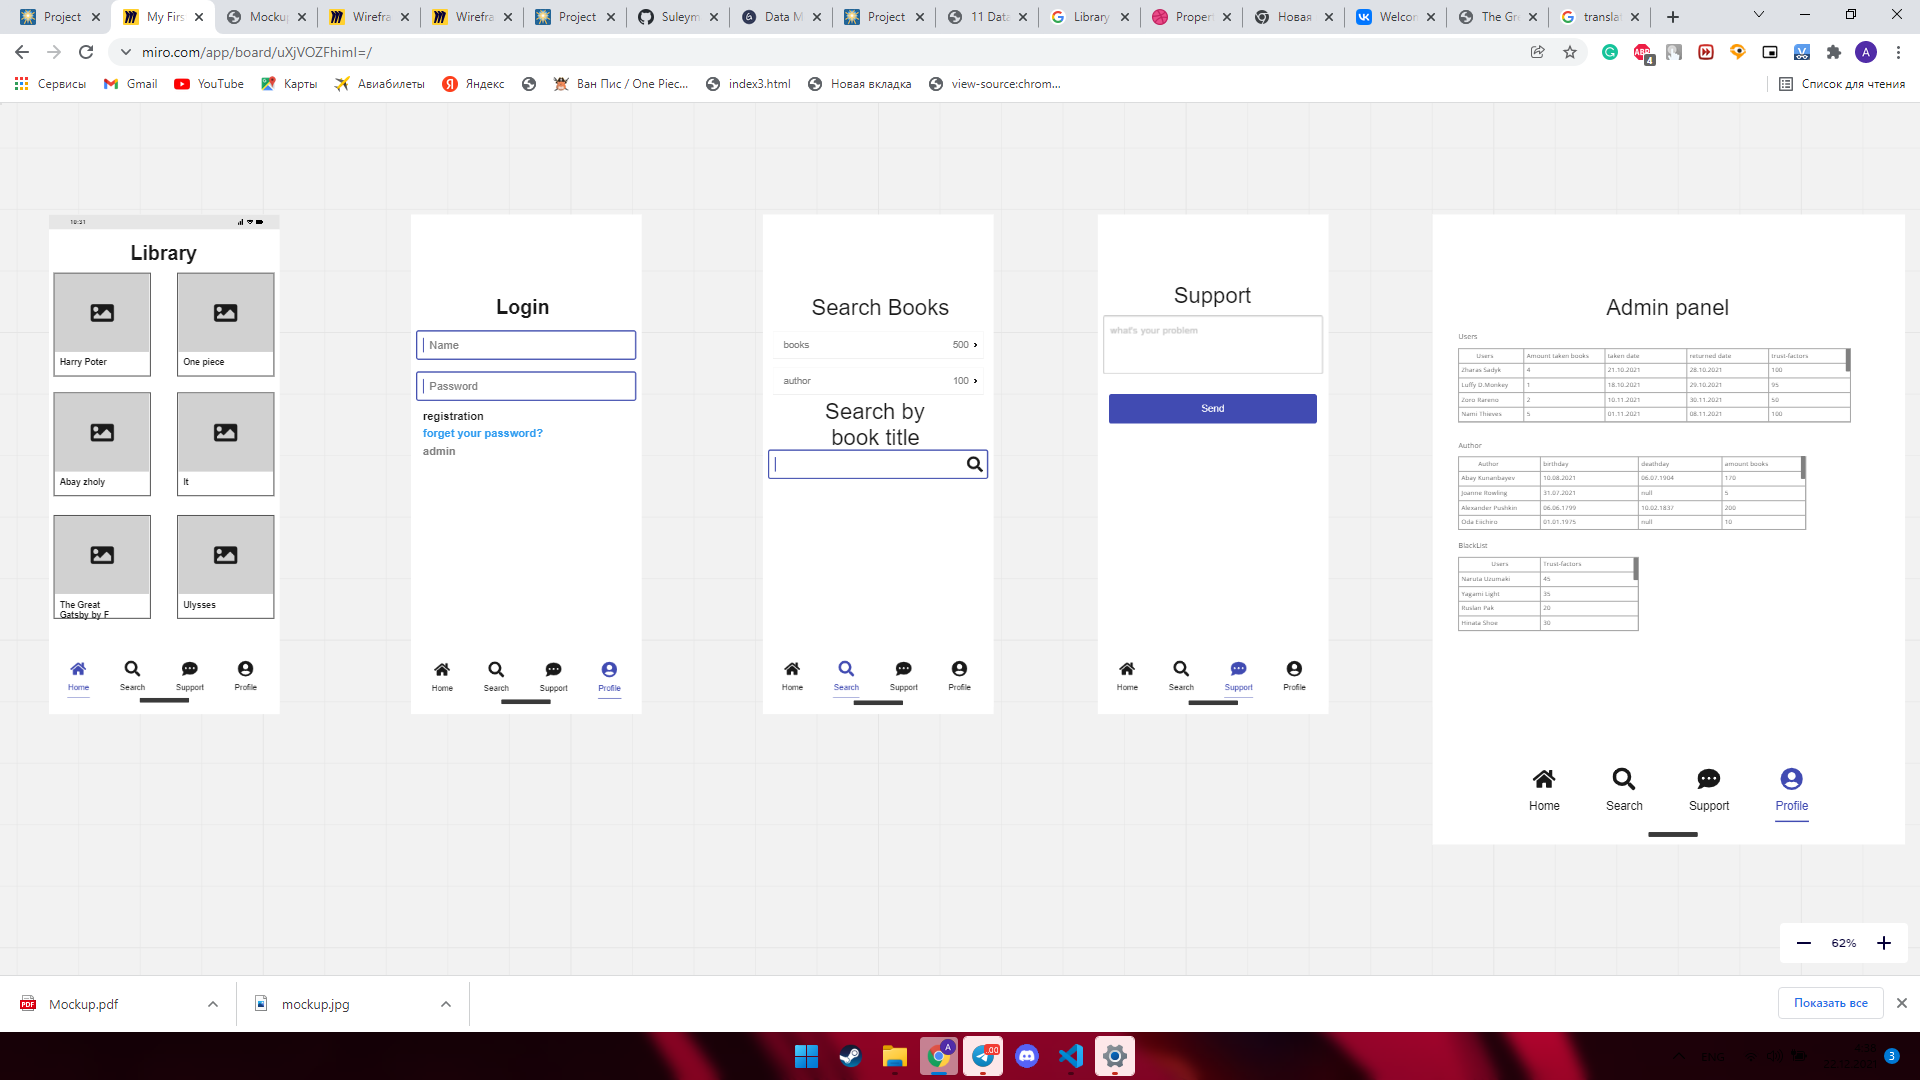 Project
My Firs
Mockup
Wirefra
Wirefra
Project
Suleym
Data M
Project
11 Data
Library
Propert
Новая
Welcom
The Gr
translat
miro.com/app/board/uXjVOZFhimI=/
Сервисы
Gmail
YouTube
Карты
Авиабилеты
Яндекс
Ван Пис / One Piec...
index3.html
Новая вкладка
view-source:chrom...
Список для чтения
Library
Harry Poter
One piece
Abay zholy
It
The Great
Gatsby by F
Ulysses
Home
Search
Support
Profile
Login
Name
Password
registration
forget your password?
admin
Home
Search
Support
Profile
Search Books
books 500
author 100
Search by
book title
Home
Search
Support
Profile
Support
what's your problem
Send
Home
Search
Support
Profile
Admin panel
Users
Users Amount taken books taken date returned date trust-factors
Zharas Sadyk 4 21.10.2021 28.10.2021 100
Luffy D.Monkey 1 18.10.2021 29.10.2021 95
Zoro Rareno 2 10.11.2021 30.11.2021 50
Nami Thieves 5 01.11.2021 08.11.2021 100
Author
Author birthday deathday amount books
Abay Kunanbayev 10.08.2021 06.07.1904 170
Joanne Rowling 31.07.2021 null 5
Alexander Pushkin 06.06.1799 10.02.1837 200
Oda Eiichiro 01.01.1975 null 10
BlackList
Users Trust-factors
Naruta Uzumaki 45
Yagami Light 35
Ruslan Pak 20
Hinata Shoe 30
Home
Search
Support
Profile
62%
Mockup.pdf
mockup.jpg
Показать все
3